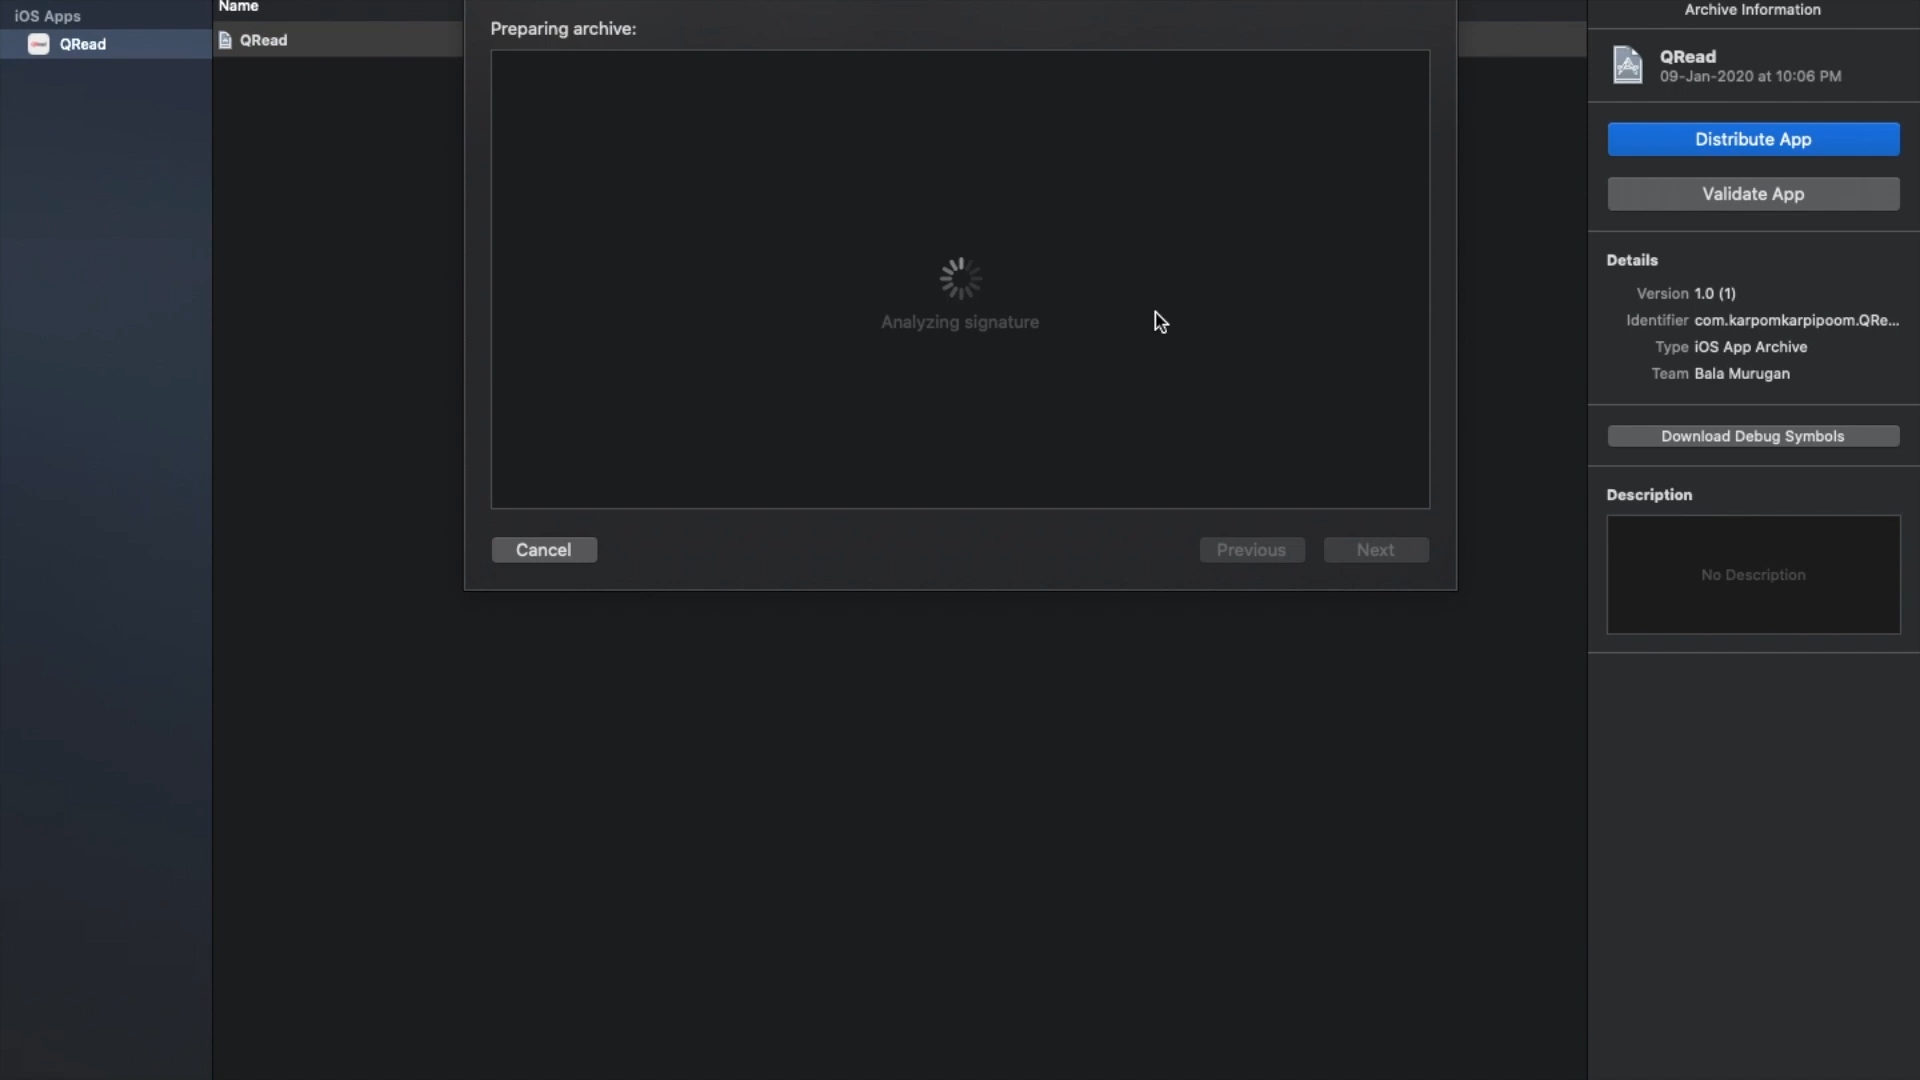 iOS Apps
QRead
Name
QRead
Preparing archive:
Analyzing signature
Cancel
Previous
Next
Archive Information
QRead
09-Jan-2020 at 10:06 PM
Distribute App
Validate App
Details
Version 1.0 (1)
Identifier com.karpomkarpipoom.QRe...
Type iOS App Archive
Team Bala Murugan
Download Debug Symbols
Description
No Description